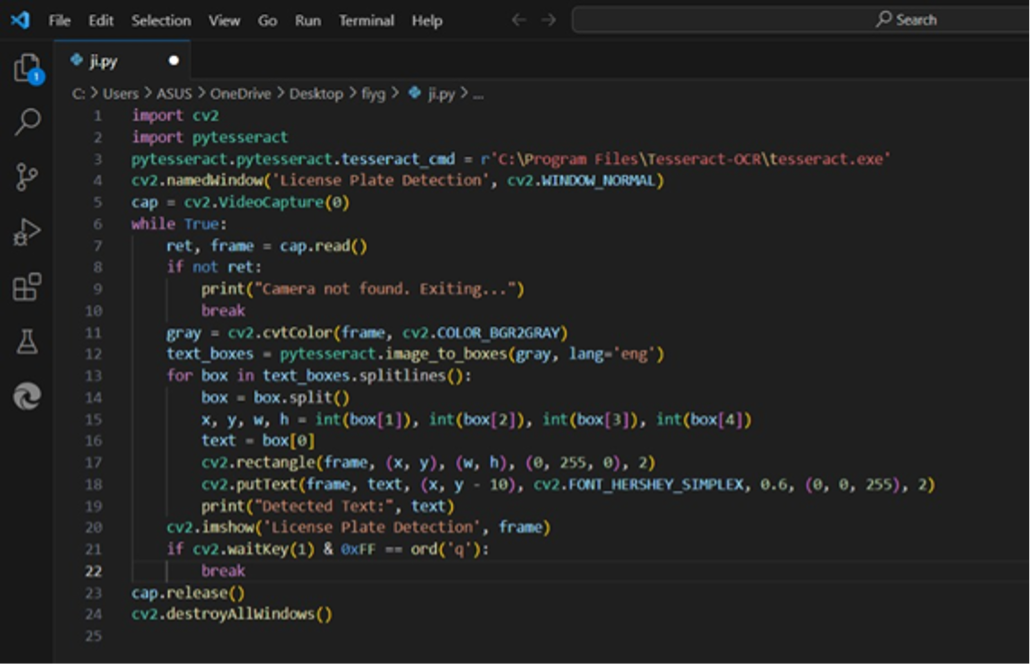 File Edit Selection View Go Run Terminal Help ← → Search
ji.py ●
1
C: > Users > ASUS > OneDrive > Desktop > fiyg > ji.py > ...
1 import cv2
2 import pytesseract
3 pytesseract.pytesseract.tesseract_cmd = r'C:\Program Files\Tesseract-OCR\tesseract.exe'
4 cv2.namedWindow('License Plate Detection', cv2.WINDOW_NORMAL)
5 cap = cv2.VideoCapture(0)
6 while True:
7     ret, frame = cap.read()
8     if not ret:
9         print("Camera not found. Exiting...")
10         break
11     gray = cv2.cvtColor(frame, cv2.COLOR_BGR2GRAY)
12     text_boxes = pytesseract.image_to_boxes(gray, lang='eng')
13     for box in text_boxes.splitlines():
14         box = box.split()
15         x, y, w, h = int(box[1]), int(box[2]), int(box[3]), int(box[4])
16         text = box[0]
17         cv2.rectangle(frame, (x, y), (w, h), (0, 255, 0), 2)
18         cv2.putText(frame, text, (x, y - 10), cv2.FONT_HERSHEY_SIMPLEX, 0.6, (0, 0, 255), 2)
19         print("Detected Text:", text)
20     cv2.imshow('License Plate Detection', frame)
21     if cv2.waitKey(1) & 0xFF == ord('q'):
22         break
23 cap.release()
24 cv2.destroyAllWindows()
25